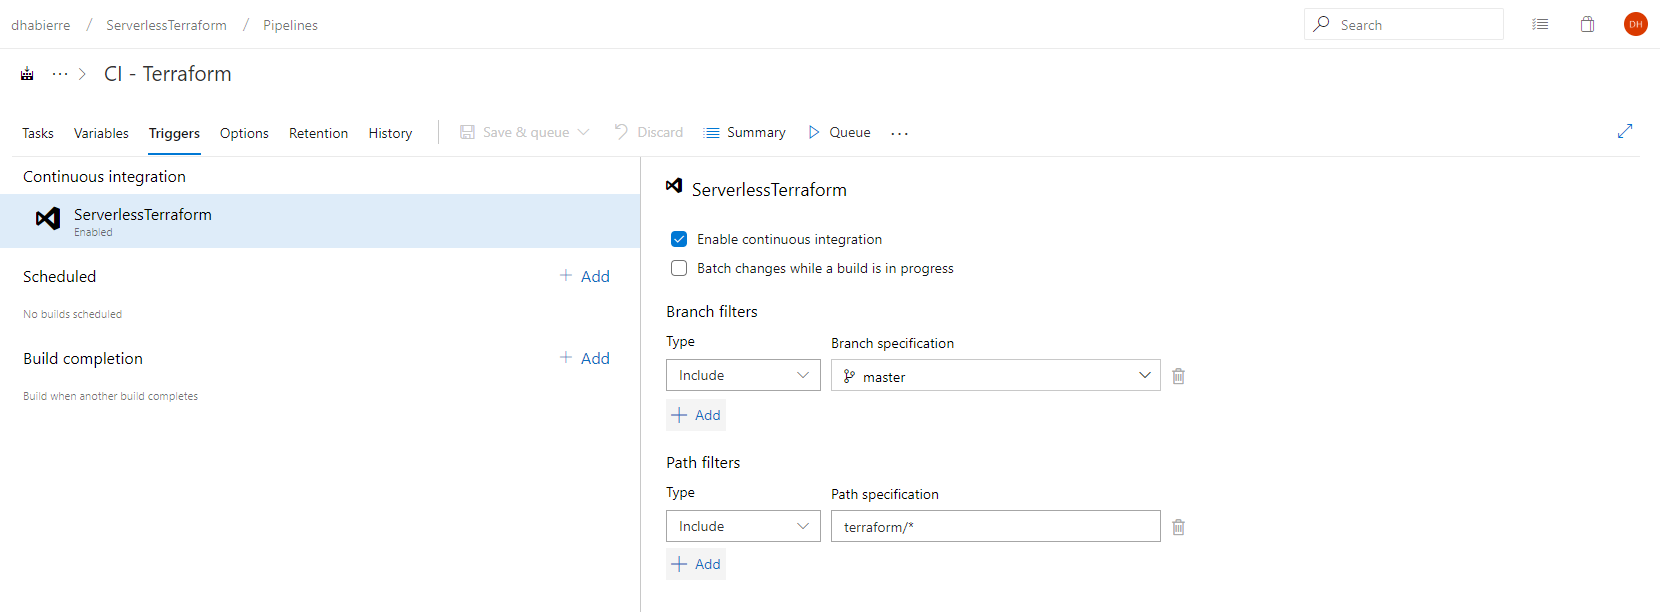 dhabierre / ServerlessTerraform / Pipelines
Search
DH
... > CI - Terraform
Tasks Variables Triggers Options Retention History
Save & queue Discard Summary Queue ...
Continuous integration
ServerlessTerraform
Enabled
Scheduled
+ Add
No builds scheduled
Build completion
+ Add
Build when another build completes
ServerlessTerraform
Enable continuous integration
Batch changes while a build is in progress
Branch filters
Type Branch specification
Include master
+ Add
Path filters
Type Path specification
Include terraform/*
+ Add